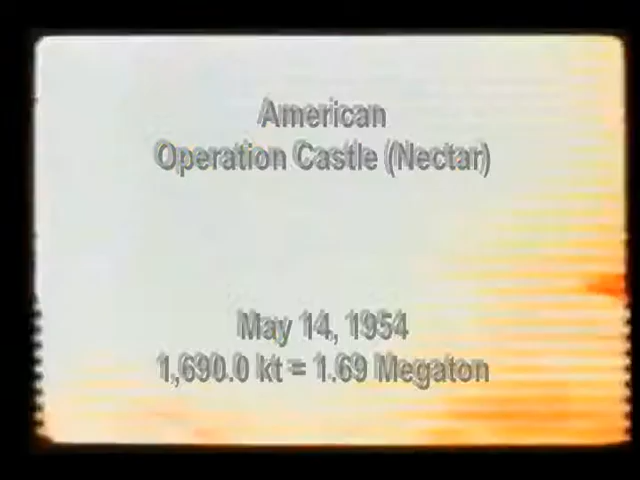 American
Operation Castle (Nectar)
May 14, 1954
1,690.0 kt = 1.69 Megaton